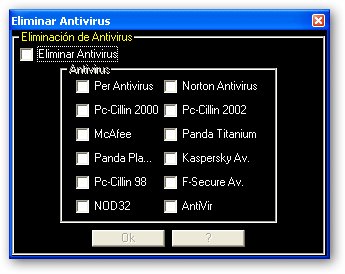 Eliminar Antivirus
Eliminación de Antivirus
Eliminar Antivirus
Antivirus
Per Antivirus Norton Antivirus
Pc-Cillin 2000 Pc-Cillin 2002
McAfee Panda Titanium
Panda Pla... Kaspersky Av.
Pc-Cillin 98 F-Secure Av.
NOD32 AntiVir
Ok ?